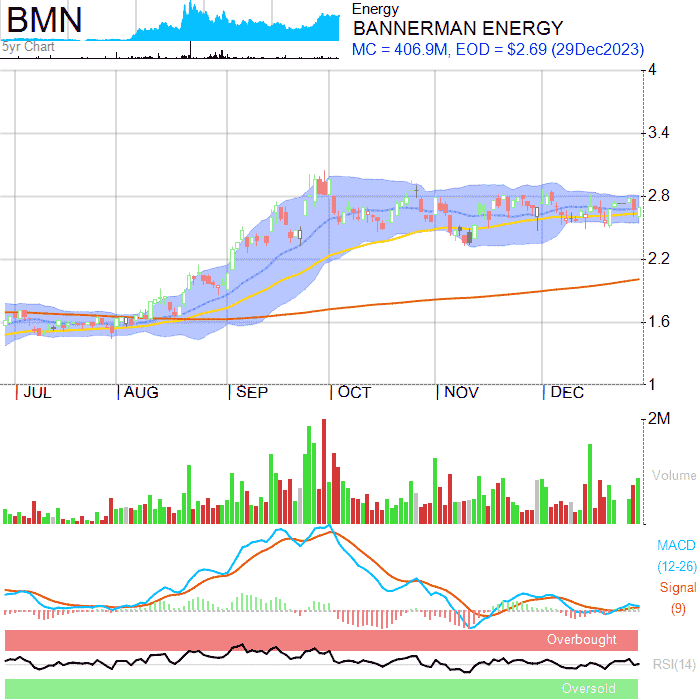 BMN
5yr Chart
Energy
BANNERMAN ENERGY
MC = 406.9M, EOD = $2.69 (29Dec2023)
4
3.4
2.8
2.2
1.6
1
JUL AUG SEP OCT NOV DEC
2M
Volume
MACD
(12-26)
Signal
(9)
Overbought
RSI(14)
Oversold